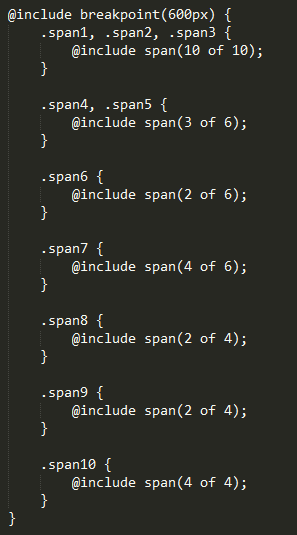 @include breakpoint(600px) {
    .span1, .span2, .span3 {
        @include span(10 of 10);
    }

    .span4, .span5 {
        @include span(3 of 6);
    }

    .span6 {
        @include span(2 of 6);
    }

    .span7 {
        @include span(4 of 6);
    }

    .span8 {
        @include span(2 of 4);
    }

    .span9 {
        @include span(2 of 4);
    }

    .span10 {
        @include span(4 of 4);
    }
}